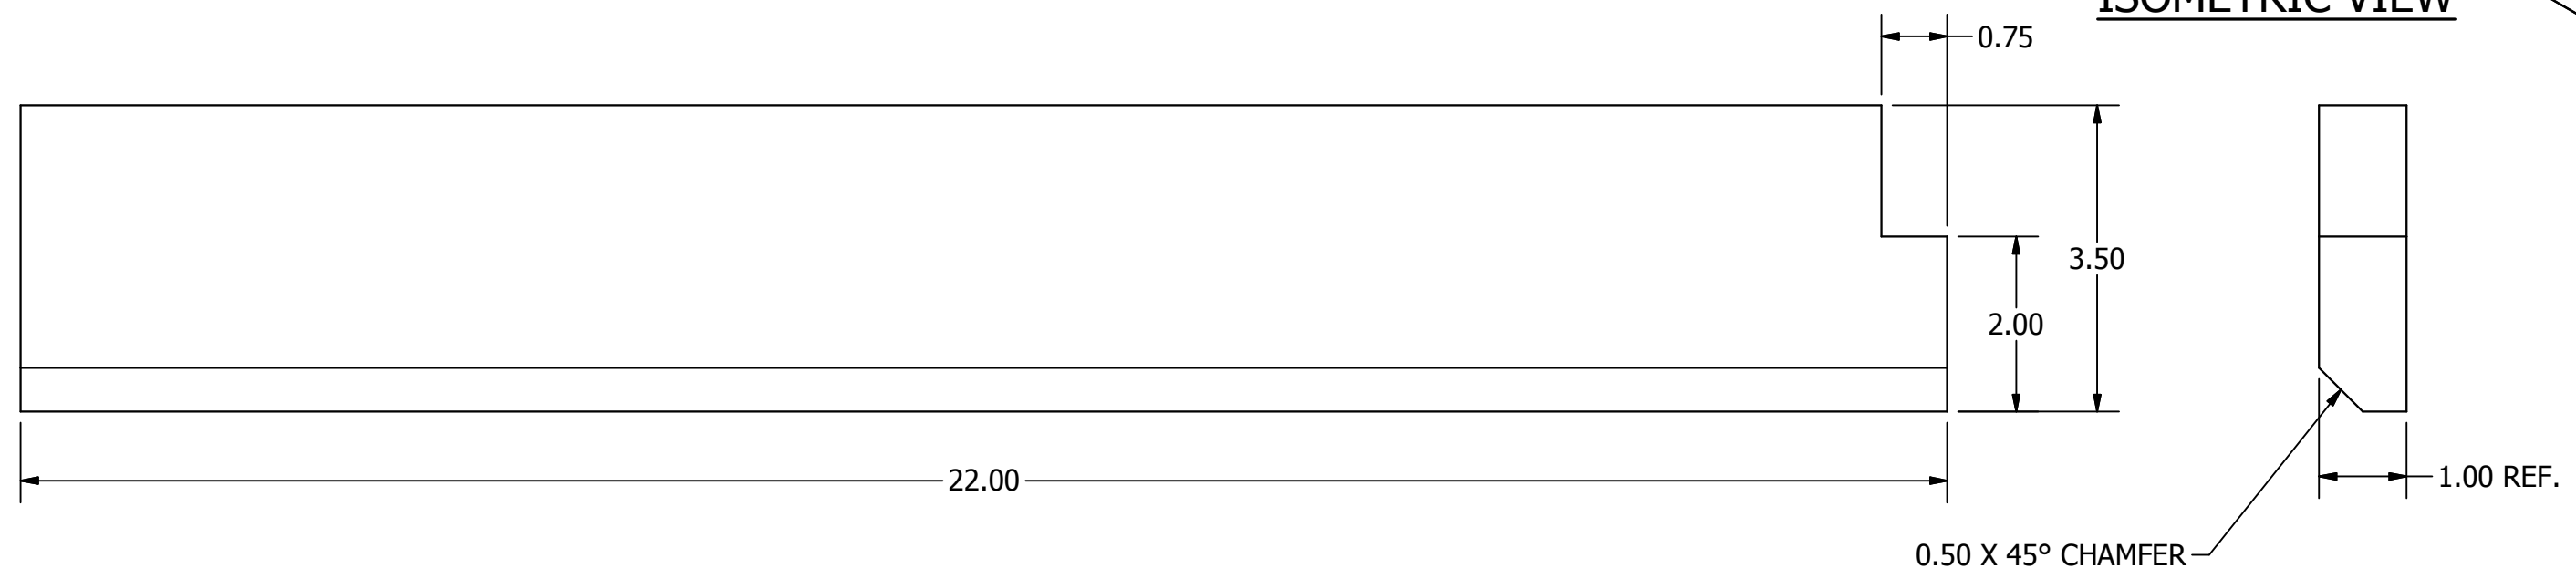 ISOMETRIC VIEW
0.75
3.50
2.00
22.00
1.00 REF.
0.50 X 45° CHAMFER